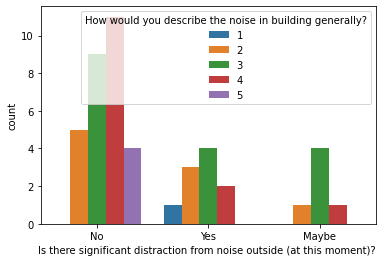 How would you describe the noise in building generally?
1
2
3
4
5
10
8
6
4
2
0
count
No Yes Maybe
Is there significant distraction from noise outside (at this moment)?